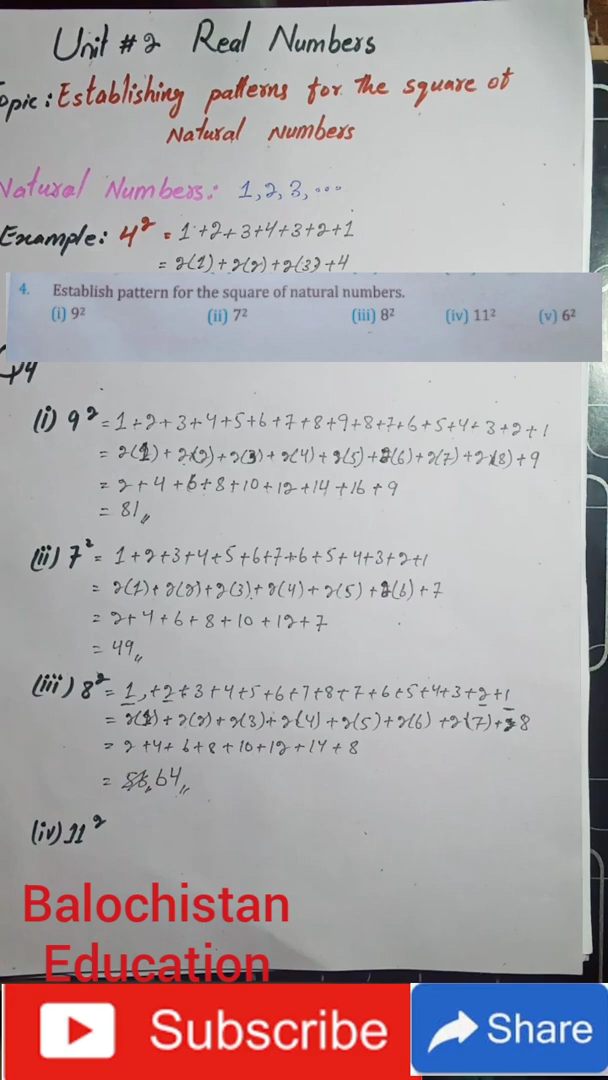 Unit # 2 Real Numbers
opic: Establishing patterns for the square of
Natural Numbers
Natural Numbers: 1,2,3,...
Example: 4² = 1+2+3+4+3+2+1
= 2(1)+2(2)+2(3)+4
4. Establish pattern for the square of natural numbers.
(i) 9² (ii) 7² (iii) 8² (iv) 11² (v) 6²
Q4
(i) 9² = 1+2+3+4+5+6+7+8+9+8+7+6+5+4+3+2+1
= 2(1)+2(2)+2(3)+2(4)+2(5)+2(6)+2(7)+2(8)+9
= 2+4+6+8+10+12+14+16+9
= 81
(ii) 7² = 1+2+3+4+5+6+7+6+5+4+3+2+1
= 2(1)+2(2)+2(3)+2(4)+2(5)+2(6)+7
= 2+4+6+8+10+12+7
= 49
(iii) 8² = 1+2+3+4+5+6+7+8+7+6+5+4+3+2+1
= 2(1)+2(2)+2(3)+2(4)+2(5)+2(6)+2(7)+8
= 2+4+6+8+10+12+14+8
= 64
(iv) 11²
Balochistan
Education
Subscribe
Share